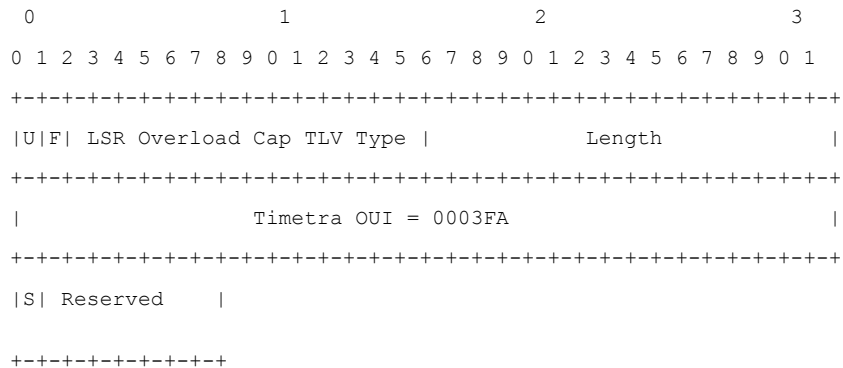 0                   1                   2                   3
0 1 2 3 4 5 6 7 8 9 0 1 2 3 4 5 6 7 8 9 0 1 2 3 4 5 6 7 8 9 0 1
+-+-+-+-+-+-+-+-+-+-+-+-+-+-+-+-+-+-+-+-+-+-+-+-+-+-+-+-+-+-+-+-+
|U|F| LSR Overload Cap TLV Type |            Length             |
+-+-+-+-+-+-+-+-+-+-+-+-+-+-+-+-+-+-+-+-+-+-+-+-+-+-+-+-+-+-+-+-+
|                  Timetra OUI = 0003FA                         |
+-+-+-+-+-+-+-+-+-+-+-+-+-+-+-+-+-+-+-+-+-+-+-+-+-+-+-+-+-+-+-+-+
|S| Reserved    |
+-+-+-+-+-+-+-+-+